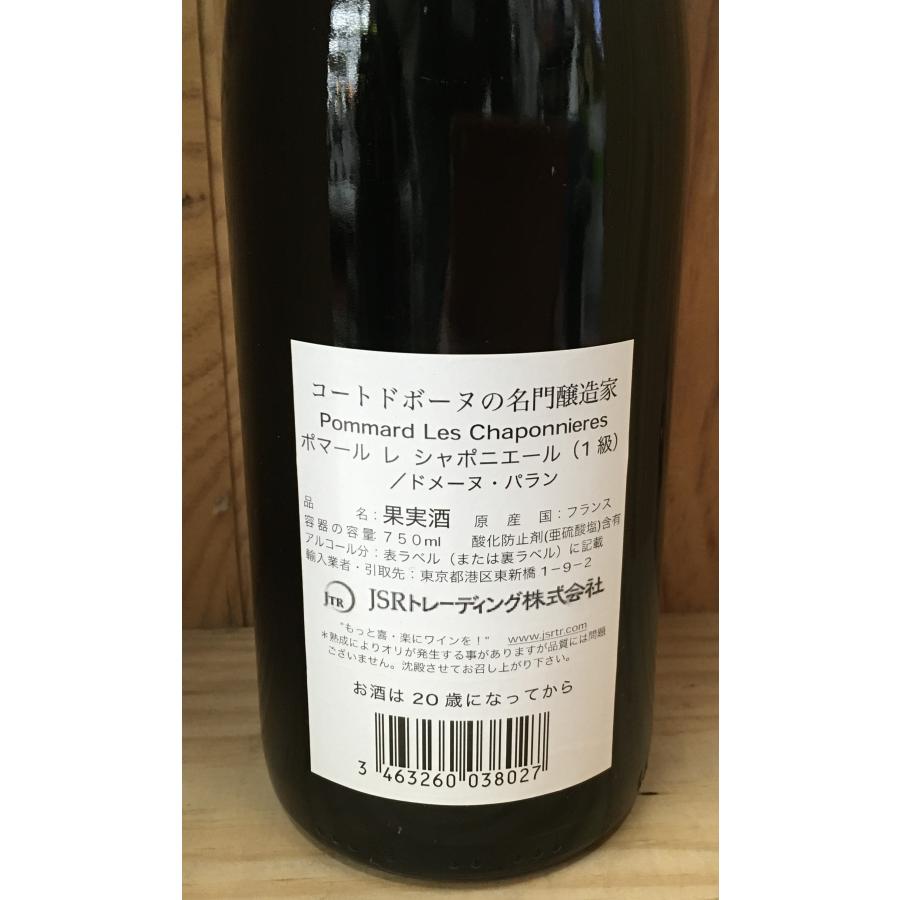 コートドボーヌの名門醸造家
Pommard Les Chaponnieres
ポマール レ シャポニエール（1級）
／ドメーヌ・パラン
品 名：果実酒 原産国：フランス
容器の容量：750ml 酸化防止剤(亜硫酸塩)含有
アルコール分：表ラベル（または裏ラベル）に記載
輸入業者・引取先：東京都港区東新橋1-9-2
JTR JSRトレーディング株式会社
"もっと喜・楽にワインを！" www.jsrtr.com
＊熟成によりオリが発生する事がありますが品質には問題
ございません。沈殿させてお召し上がり下さい。
お酒は20歳になってから
3 463260 038027